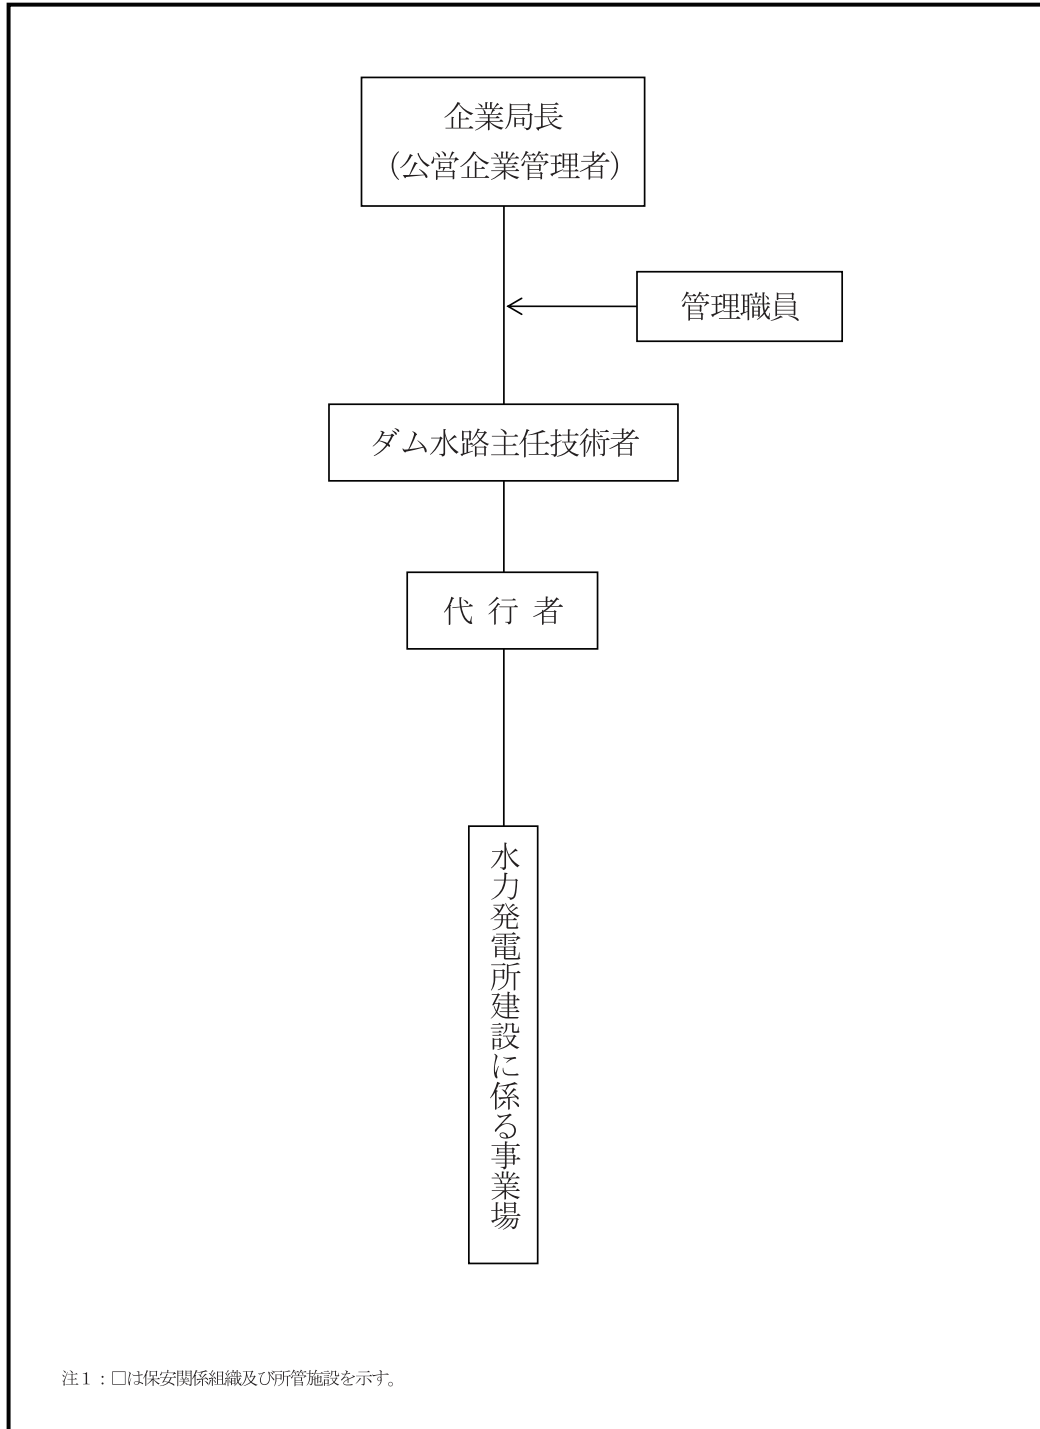 企業局長
（公営企業管理者）
管理職員
ダム水路主任技術者
代行者
水力発電所建設に係る事業場
注1：□は保安関係組織及び所管施設を示す。